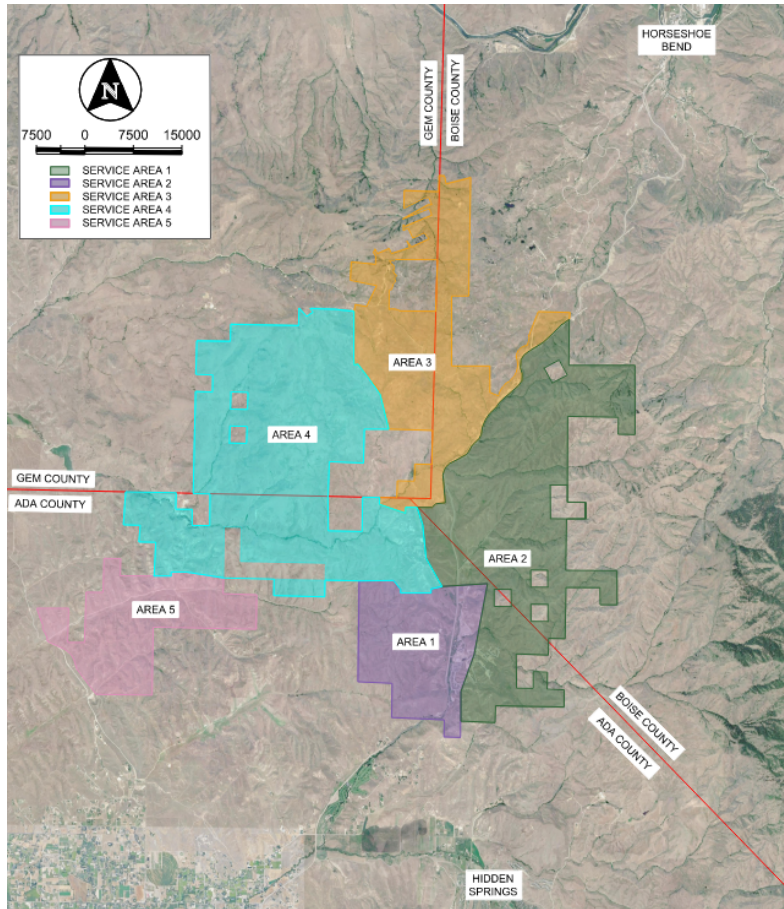 HORSESHOE
BEND
GEM COUNTY
BOISE COUNTY
N
7500 0 7500 15000
SERVICE AREA 1
SERVICE AREA 2
SERVICE AREA 3
SERVICE AREA 4
SERVICE AREA 5
AREA 3
AREA 4
GEM COUNTY
ADA COUNTY
AREA 2
AREA 5
AREA 1
BOISE COUNTY
ADA COUNTY
HIDDEN
SPRINGS